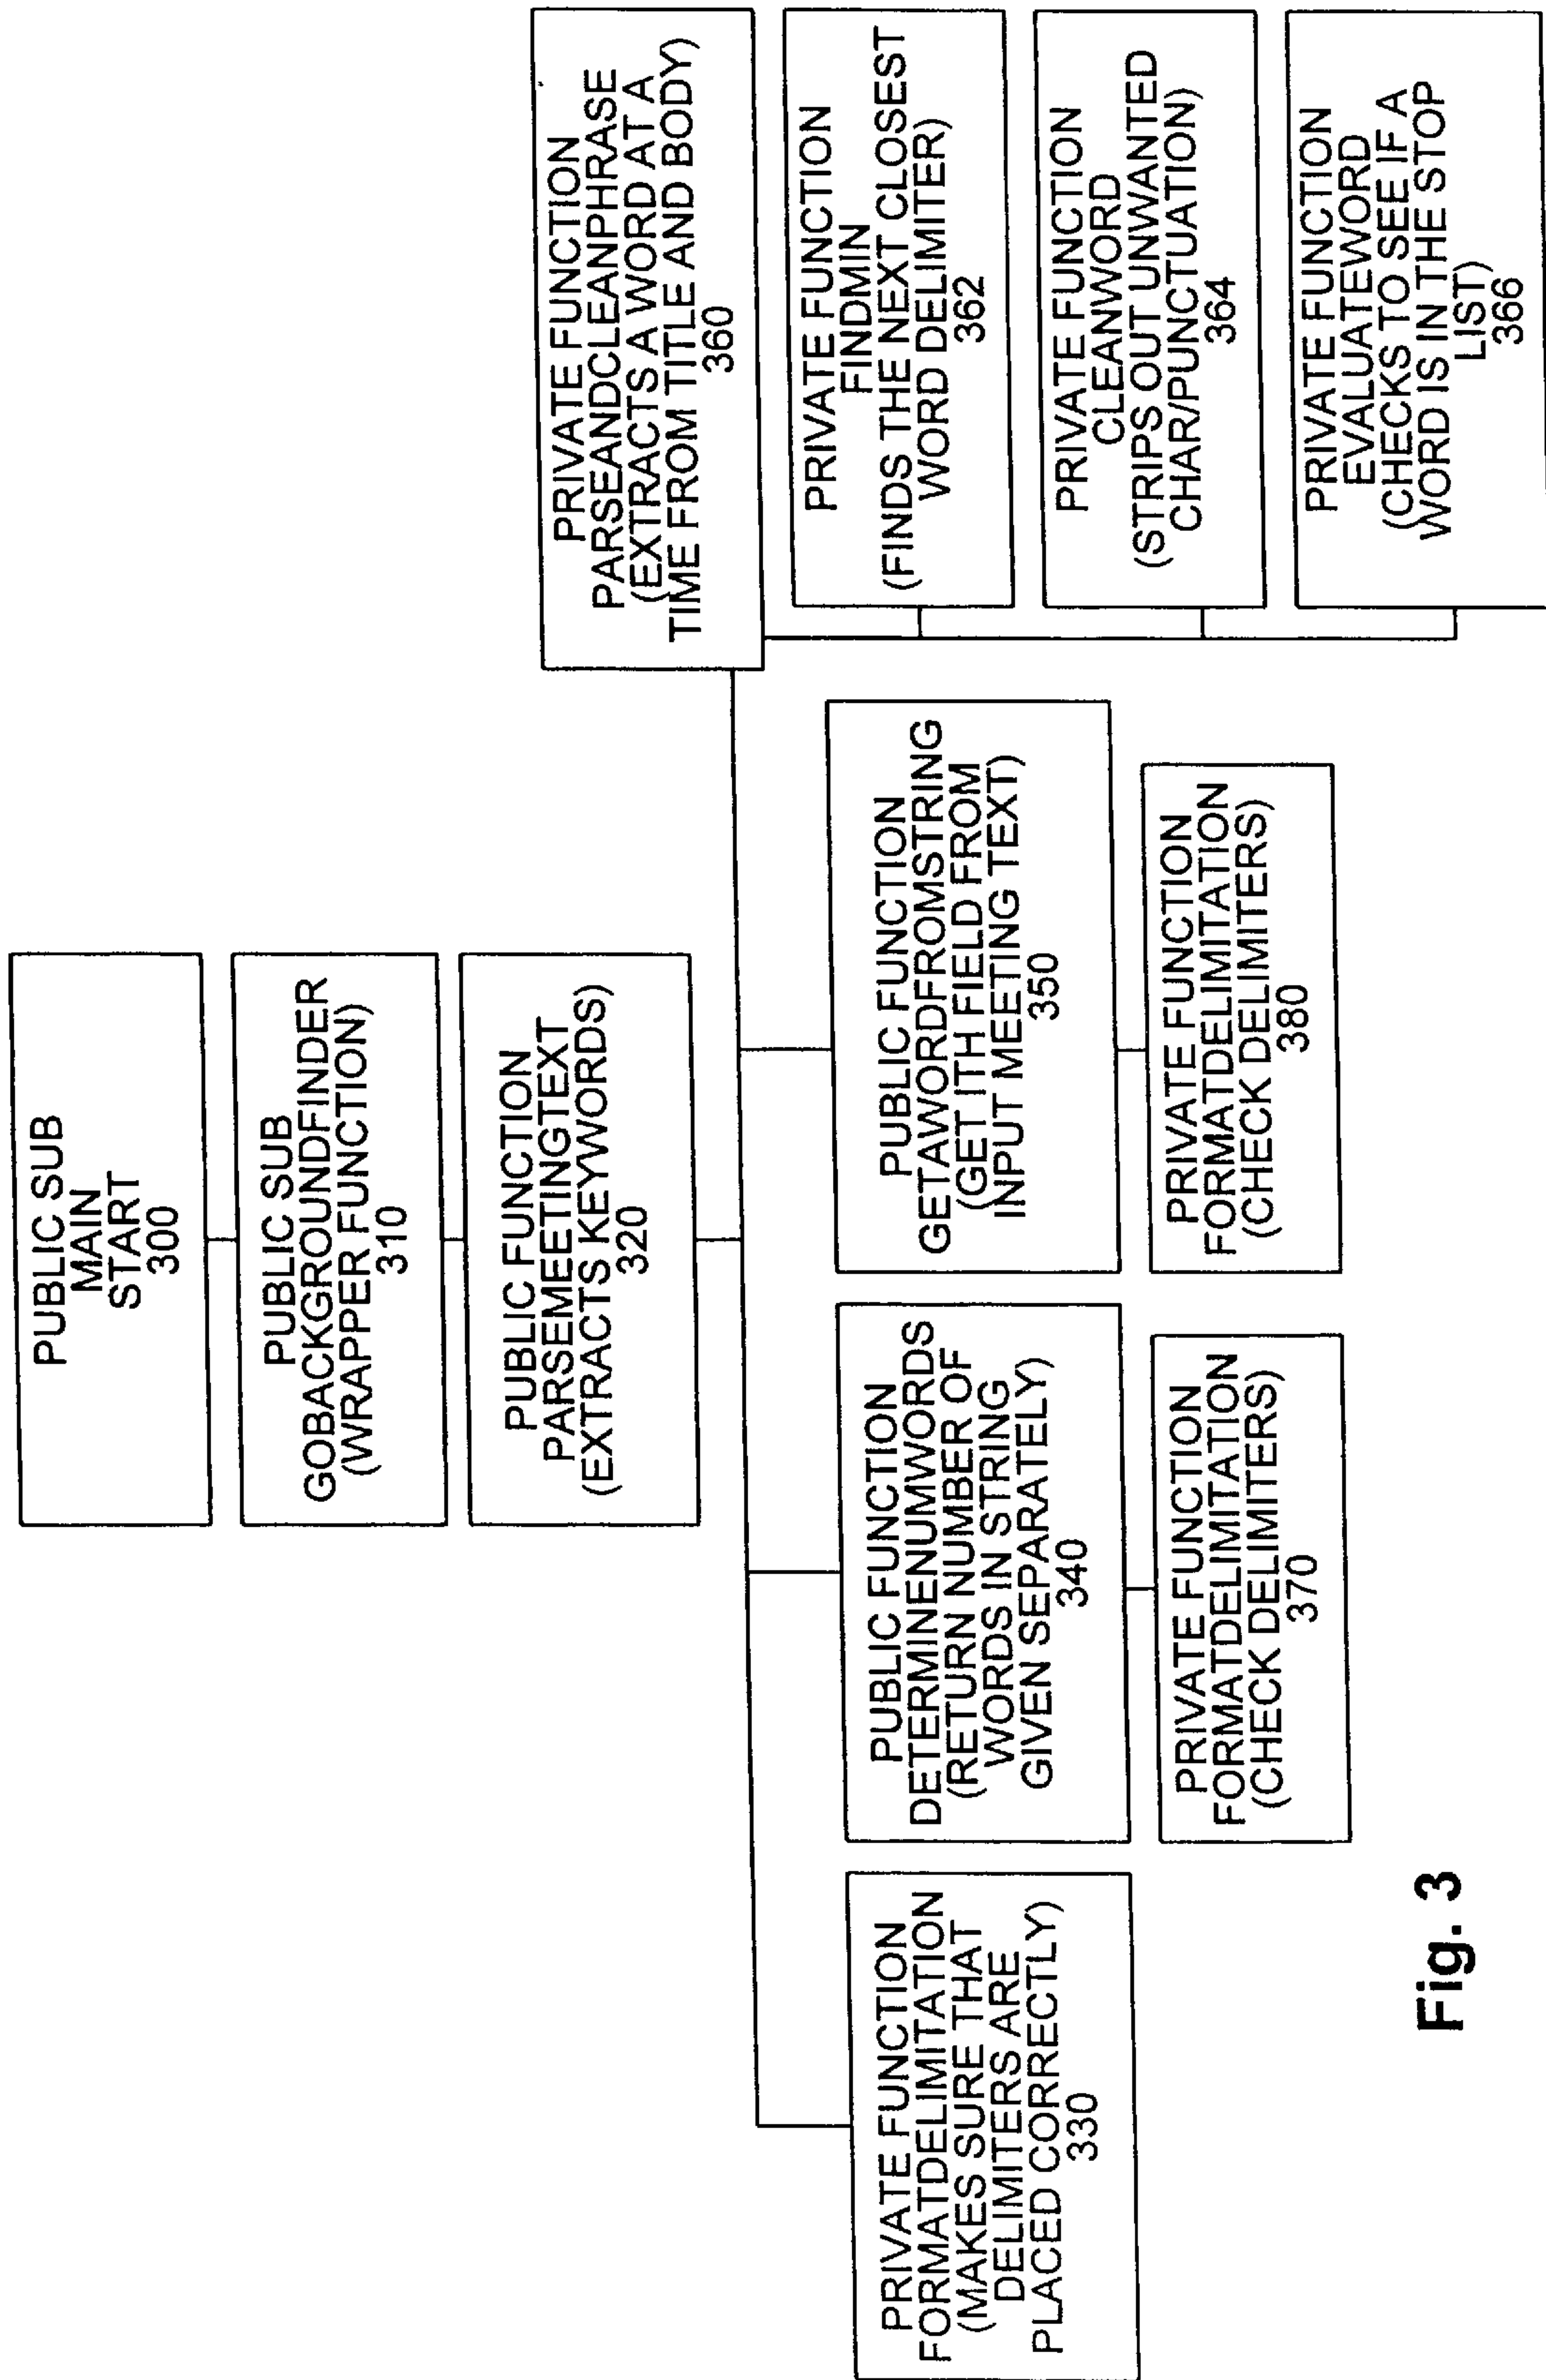 PUBLIC SUB
MAIN
START
300
PUBLIC SUB
GOBACKGROUNDFINDER
(WRAPPER FUNCTION)
310
PUBLIC FUNCTION
PARSEMEETINGTEXT
(EXTRACTS KEYWORDS)
320
PRIVATE FUNCTION
FORMATDELIMITATION
(MAKES SURE THAT
DELIMITERS ARE
PLACED CORRECTLY)
330
PUBLIC FUNCTION
DETERMINENUMWORDS
(RETURN NUMBER OF
WORDS IN STRING
GIVEN SEPARATELY)
340
PRIVATE FUNCTION
FORMATDELIMITATION
(CHECK DELIMITERS)
370
PUBLIC FUNCTION
GETAWORDFROMSTRING
(GET ITH FIELD FROM
INPUT MEETING TEXT)
350
PRIVATE FUNCTION
FORMATDELIMITATION
(CHECK DELIMITERS)
380
PRIVATE FUNCTION
PARSEANDCLEANPHRASE
(EXTRACTS A WORD AT A
TIME FROM TITLE AND BODY)
360
PRIVATE FUNCTION
FINDMIN
(FINDS THE NEXT CLOSEST
WORD DELIMITER)
362
PRIVATE FUNCTION
CLEANWORD
(STRIPS OUT UNWANTED
CHAR/PUNCTUATION)
364
PRIVATE FUNCTION
EVALUATEWORD
(CHECKS TO SEE IF A
WORD IS IN THE STOP
LIST)
366
Fig. 3